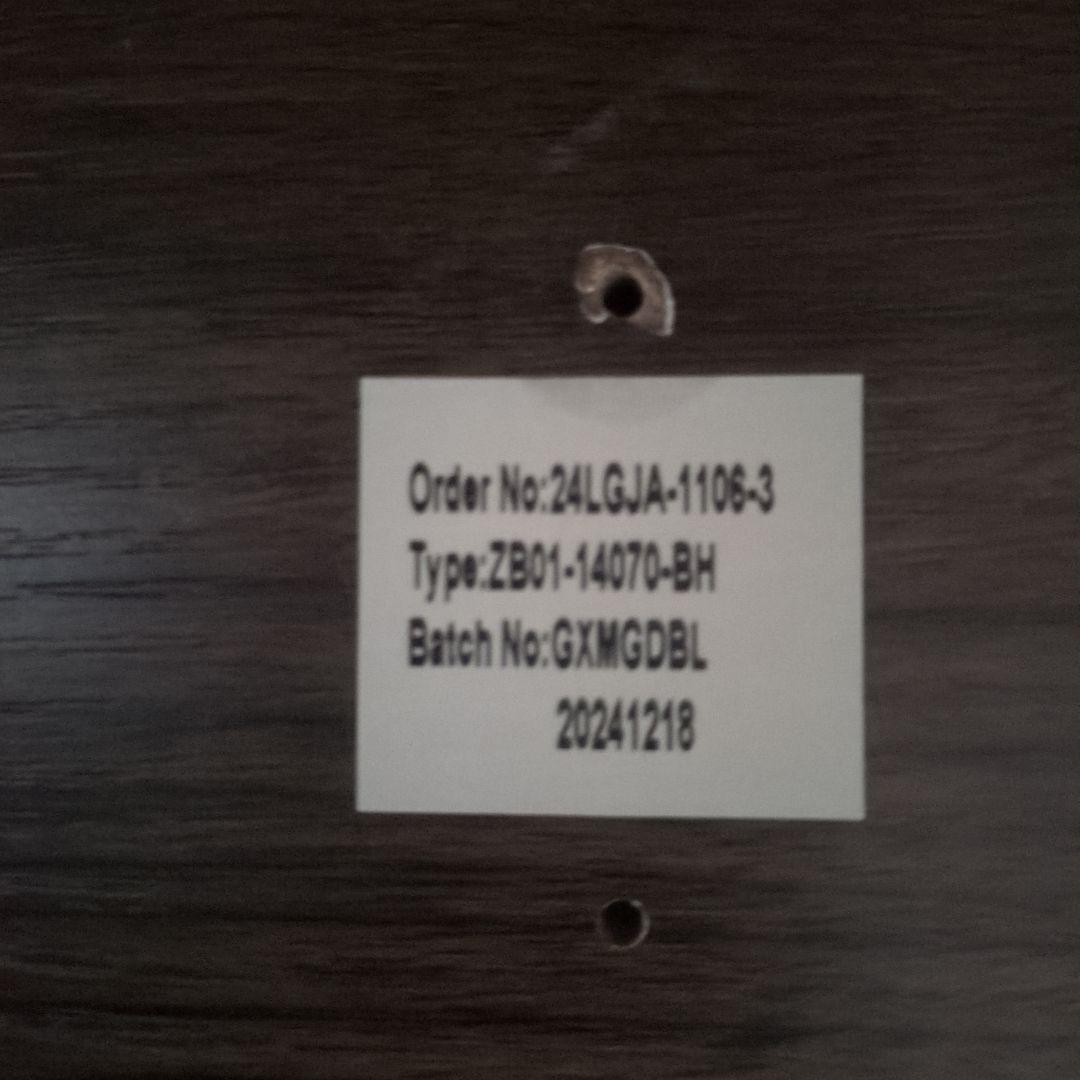 Order No:24LGJA-1106-3
Type:ZB01-14070-BH
Batch No:GXMGDBL
20241218